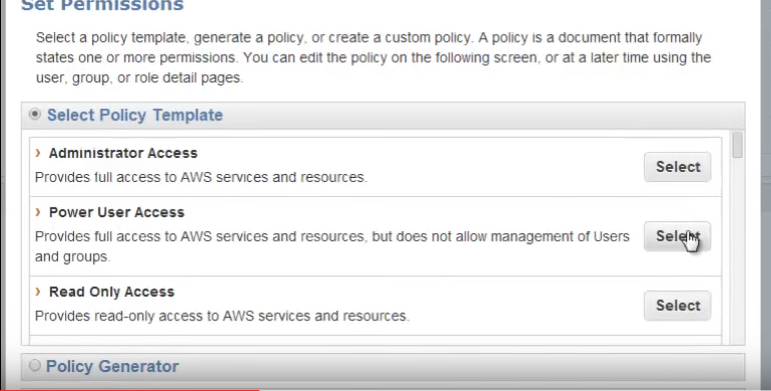 Set Permissions
Select a policy template, generate a policy, or create a custom policy. A policy is a document that formally
states one or more permissions. You can edit the policy on the following screen, or at a later time using the
user, group, or role detail pages.
Select Policy Template
Administrator Access
Provides full access to AWS services and resources.
Select
Power User Access
Provides full access to AWS services and resources, but does not allow management of Users
and groups.
Select
Read Only Access
Provides read-only access to AWS services and resources.
Select
Policy Generator